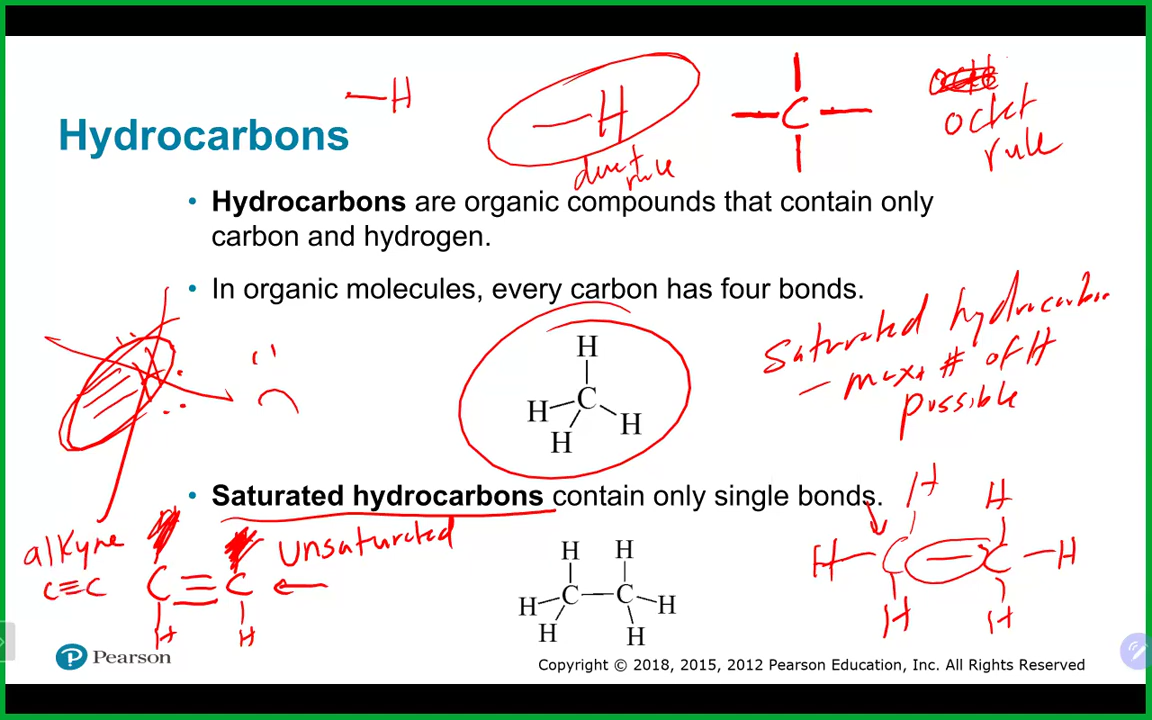 —H
—H
duet
rule
C
octet
rule
Hydrocarbons
• Hydrocarbons are organic compounds that contain only
carbon and hydrogen.
• In organic molecules, every carbon has four bonds.
H
H C H
H
Saturated hydrocarbon
— max # of H
possible
• Saturated hydrocarbons contain only single bonds.
alkyne
C≡C
Unsaturated
C≡C
H H
H H
H C C H
H H
H H
H C — C H
H H
Pearson
Copyright © 2018, 2015, 2012 Pearson Education, Inc. All Rights Reserved